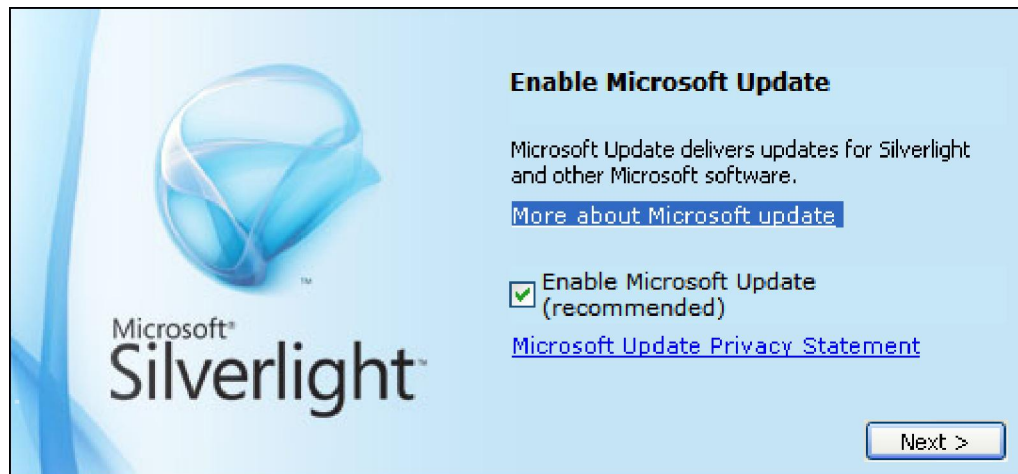 Enable Microsoft Update
Microsoft Update delivers updates for Silverlight
and other Microsoft software.
More about Microsoft update
Enable Microsoft Update
(recommended)
Microsoft Update Privacy Statement
™
Microsoft®
Silverlight™
Next >